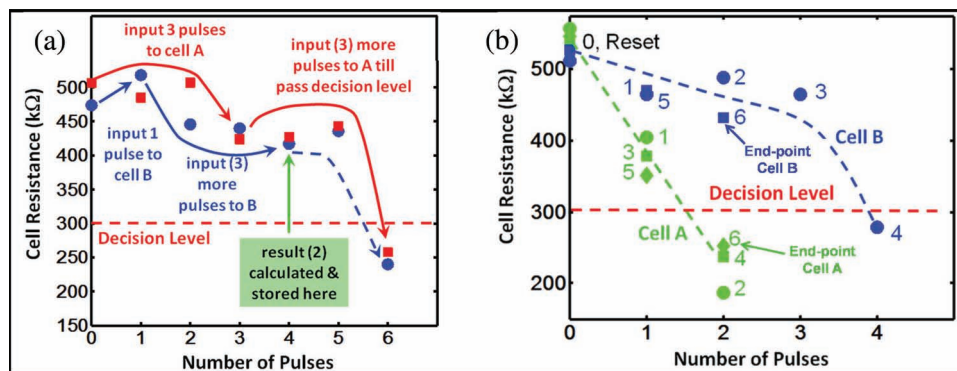 (a)
input 3 pulses
to cell A
input (3) more
pulses to A till
pass decision level
input 1
pulse to
cell B
input (3)
more
pulses to B
Decision Level
result (2)
calculated &
stored here
Cell Resistance (kΩ)
500
450
400
350
300
250
200
150
0 1 2 3 4 5 6
Number of Pulses
(b)
0, Reset
1
5
2
3
6
1
3
5
End-point
Cell B
Cell B
Decision Level
Cell A
6
4
2
End-point
Cell A
4
Cell Resistance (kΩ)
500
400
300
200
0 1 2 3 4
Number of Pulses